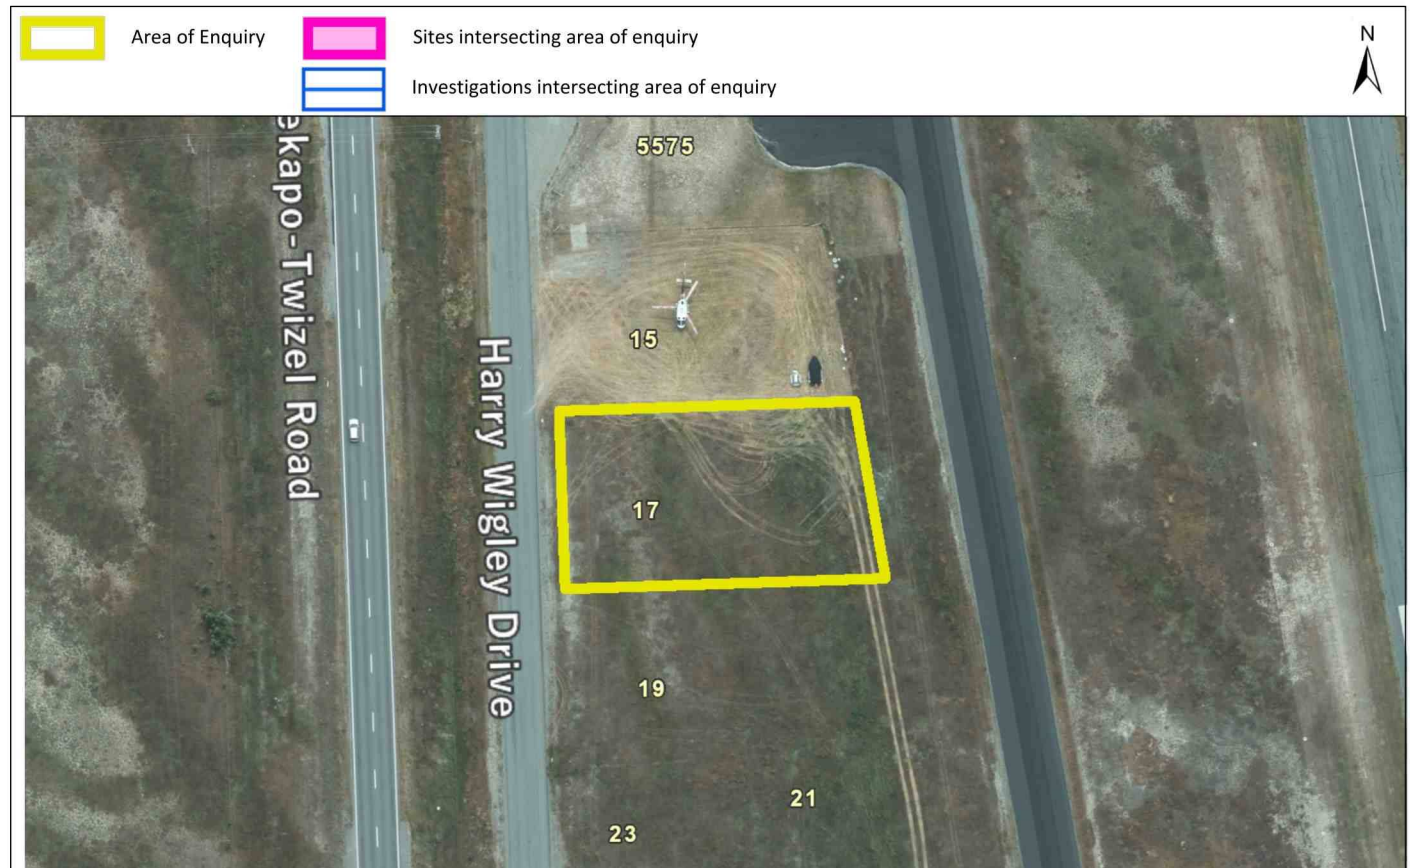 Area of Enquiry
Sites intersecting area of enquiry
Investigations intersecting area of enquiry
N
ekapo-Twizel Road
5575
15
Harry Wigley Drive
17
19
21
23